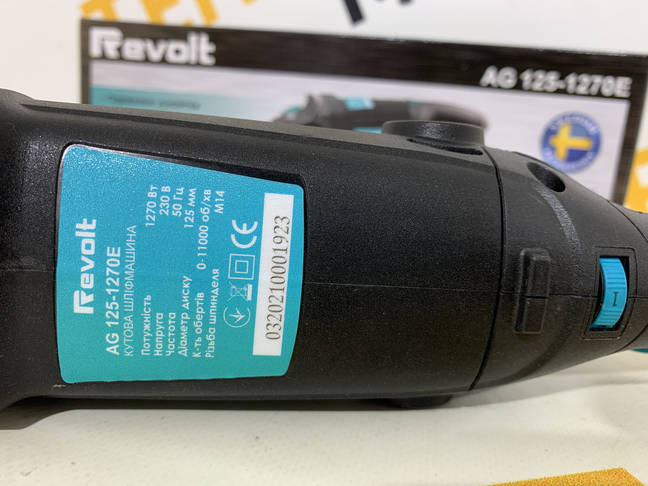 Revolt
AG 125-1270E
Revolt
AG 125-1270E
КУТОВА ШЛІФМАШИНА
Потужність 1270 Вт
Напруга 230 В
Частота 50 Гц
Діаметр диску 125 мм
К-ть обертів 0-11000 об/хв
Різьба шпинделя М14
CE
0320210001923
I